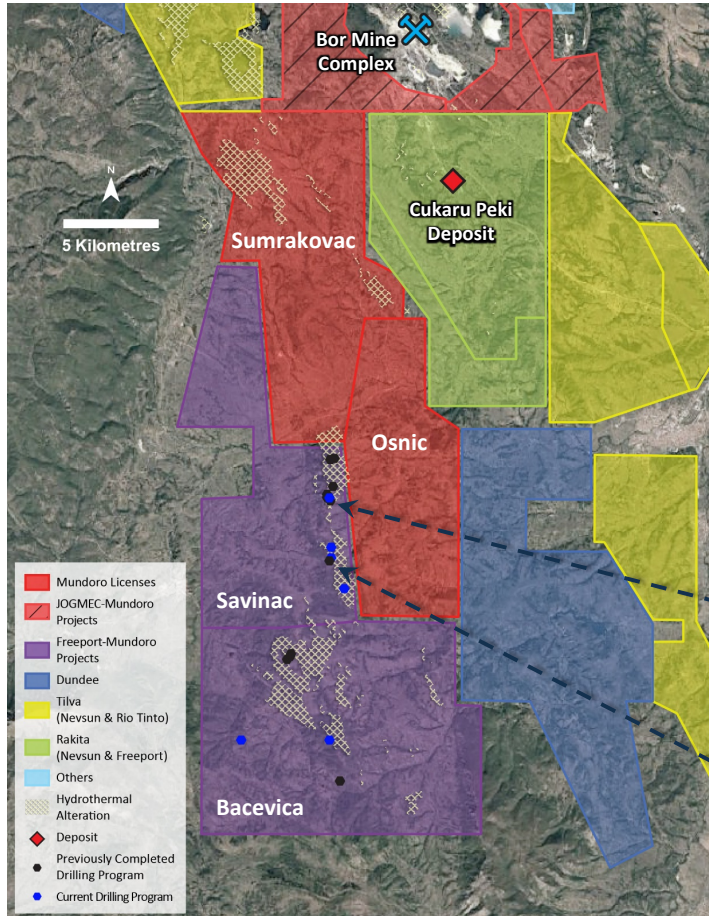 Bor Mine
Complex
N
5 Kilometres
Cukaru Peki
Deposit
Sumrakovac
Osnic
Savinac
Bacevica
Mundoro Licenses
JOGMEC-Mundoro
Projects
Freeport-Mundoro
Projects
Dundee
Tilva
(Nevsun & Rio Tinto)
Rakita
(Nevsun & Freeport)
Others
Hydrothermal
Alteration
Deposit
Previously Completed
Drilling Program
Current Drilling Program